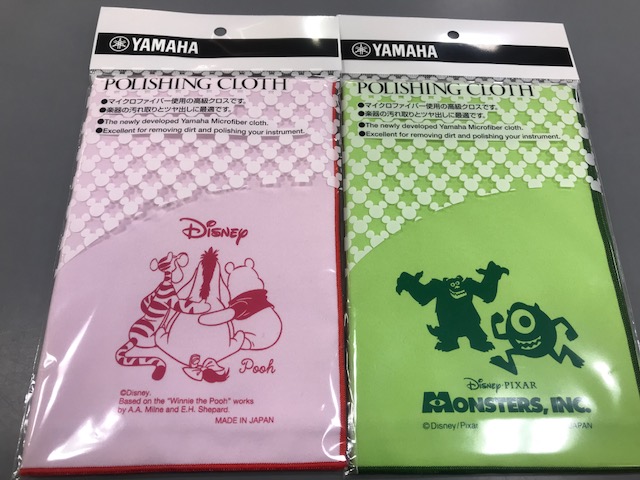 YAMAHA
POLISHING CLOTH
●マイクロファイバー使用の高級クロスです。
●楽器の汚れ取りとツヤ出しに最適です。
●The newly developed Yamaha Microfiber cloth.
●Excellent for removing dirt and polishing your instrument.
Disney
Pooh
©Disney.
Based on the "Winnie the Pooh" works
by A.A. Milne and E.H. Shepard.
MADE IN JAPAN
YAMAHA
POLISHING CLOTH
●マイクロファイバー使用の高級クロスです。
●楽器の汚れ取りとツヤ出しに最適です。
●The newly developed Yamaha Microfiber cloth.
●Excellent for removing dirt and polishing your instrument.
Disney PIXAR
MONSTERS, INC.
©Disney/Pixar JAPAN